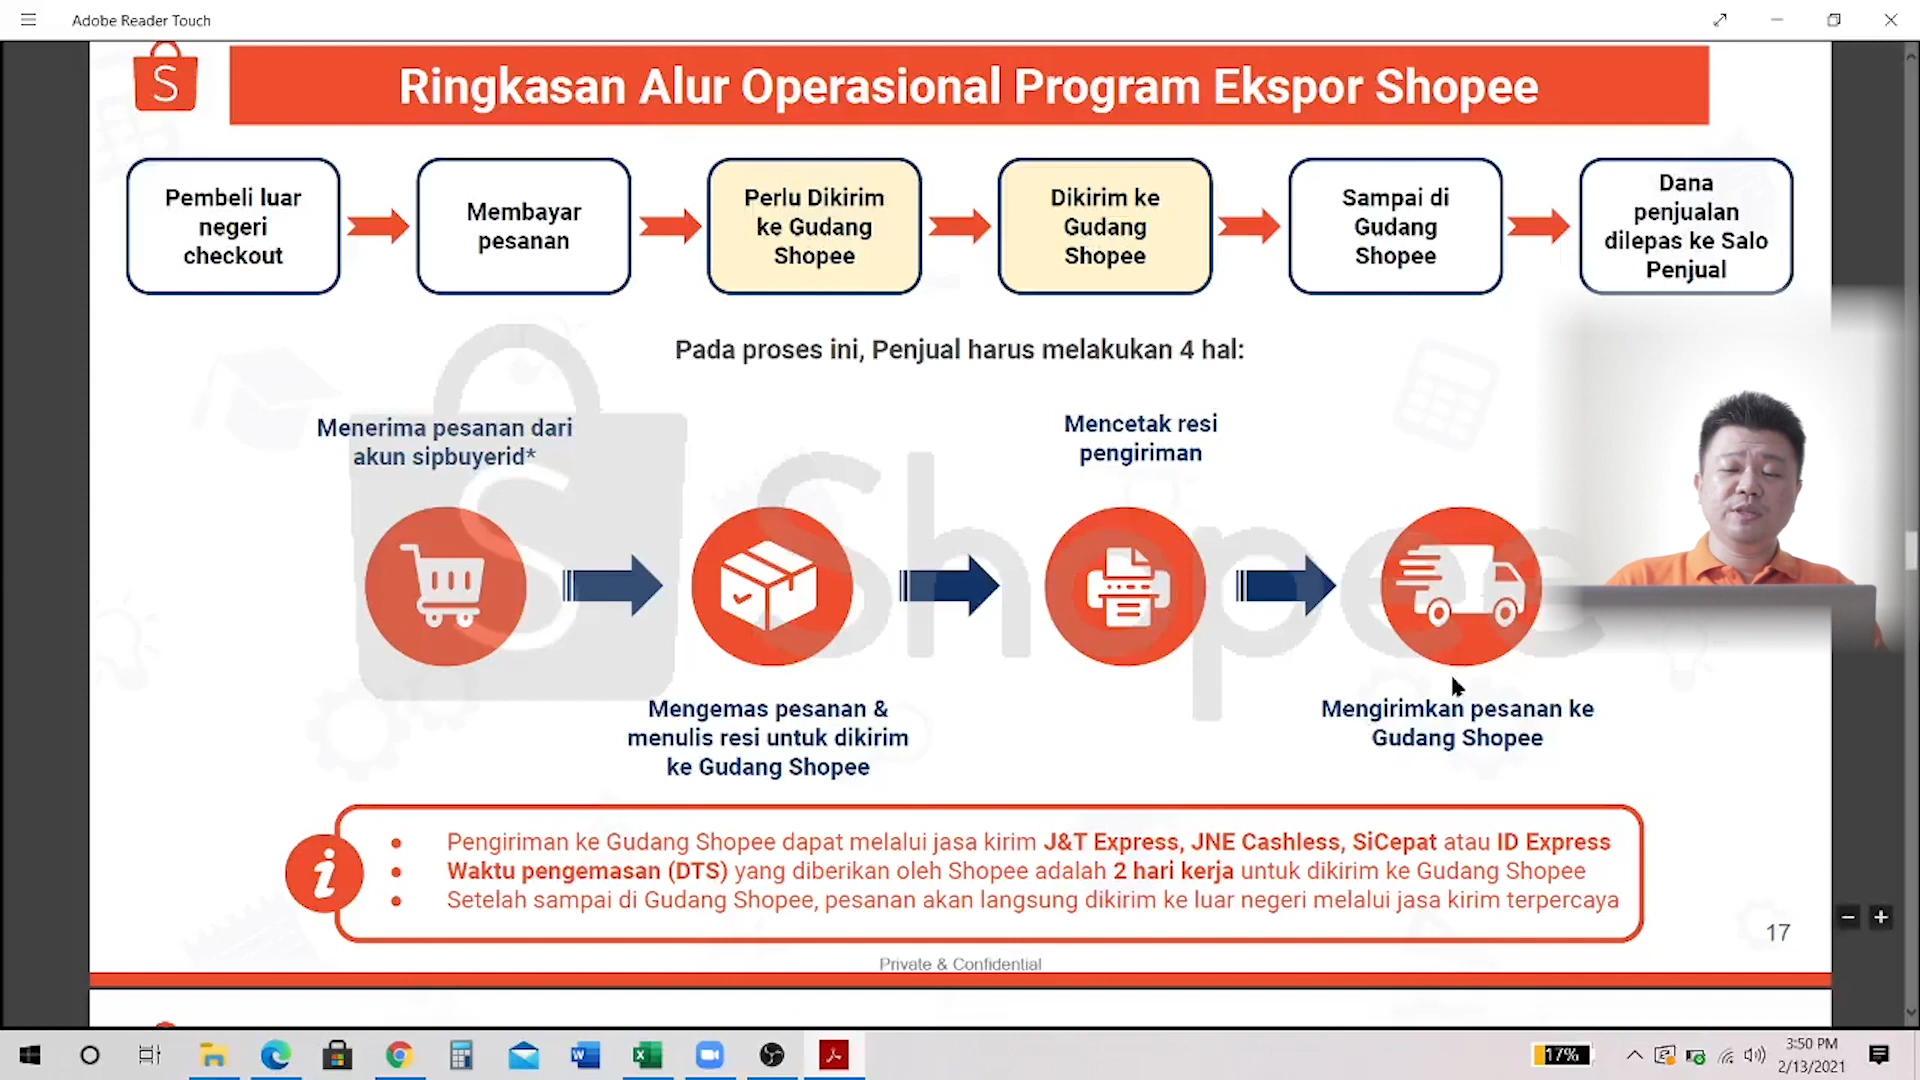 Adobe Reader Touch
S
Ringkasan Alur Operasional Program Ekspor Shopee
Pembeli luar
negeri
checkout
Membayar
pesanan
Perlu Dikirim
ke Gudang
Shopee
Dikirim ke
Gudang
Shopee
Sampai di
Gudang
Shopee
Dana
penjualan
dilepas ke Salo
Penjual
Pada proses ini, Penjual harus melakukan 4 hal:
Menerima pesanan dari
akun sipbuyerid*
Mencetak resi
pengiriman
Shopee
Mengemas pesanan &
menulis resi untuk dikirim
ke Gudang Shopee
Mengirimkan pesanan ke
Gudang Shopee
• Pengiriman ke Gudang Shopee dapat melalui jasa kirim J&T Express, JNE Cashless, SiCepat atau ID Express
• Waktu pengemasan (DTS) yang diberikan oleh Shopee adalah 2 hari kerja untuk dikirim ke Gudang Shopee
• Setelah sampai di Gudang Shopee, pesanan akan langsung dikirim ke luar negeri melalui jasa kirim terpercaya
17
Private & Confidential
17%
3:50 PM
2/13/2021